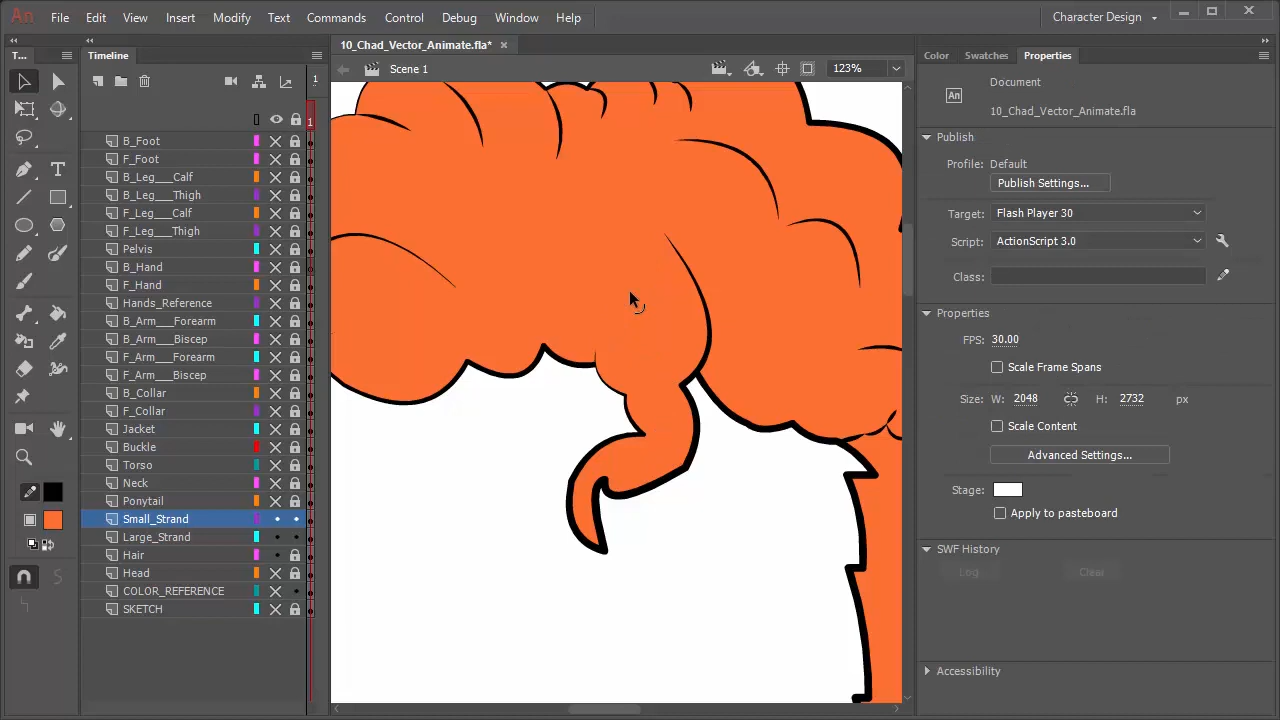 An File Edit View Insert Modify Text Commands Control Debug Window Help Character Design
T... Timeline 10_Chad_Vector_Animate.fla* Color Swatches Properties
Scene 1 123%
1
1
Document
An 10_Chad_Vector_Animate.fla
Publish
Profile: Default
Publish Settings...
Target: Flash Player 30
Script: ActionScript 3.0
Class:
Properties
FPS: 30.00
Scale Frame Spans
Size: W: 2048 H: 2732 px
Scale Content
Advanced Settings...
Stage:
Apply to pasteboard
SWF History
Log Clear
Accessibility
B_Foot
F_Foot
B_Leg___Calf
B_Leg___Thigh
F_Leg___Calf
F_Leg___Thigh
Pelvis
B_Hand
F_Hand
Hands_Reference
B_Arm___Forearm
B_Arm___Biscep
F_Arm___Forearm
F_Arm___Biscep
B_Collar
F_Collar
Jacket
Buckle
Torso
Neck
Ponytail
Small_Strand
Large_Strand
Hair
Head
COLOR_REFERENCE
SKETCH